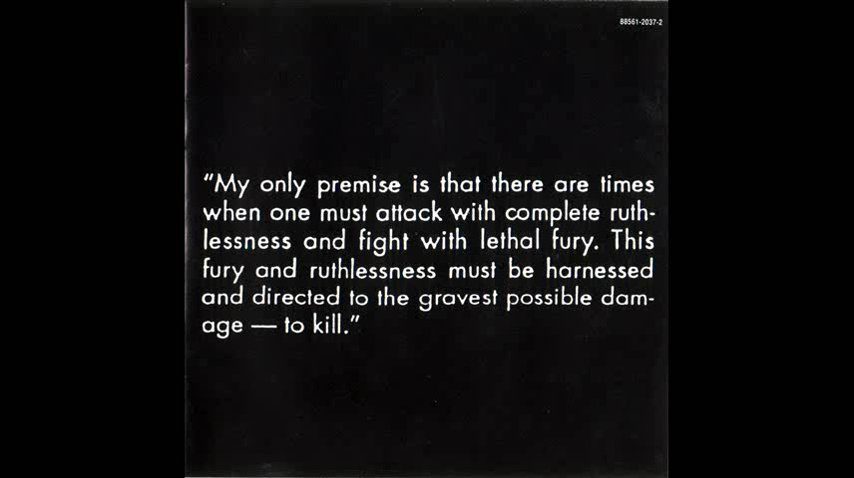 88561-2037-2
"My only premise is that there are times
when one must attack with complete ruth-
lessness and fight with lethal fury. This
fury and ruthlessness must be harnessed
and directed to the gravest possible dam-
age — to kill."